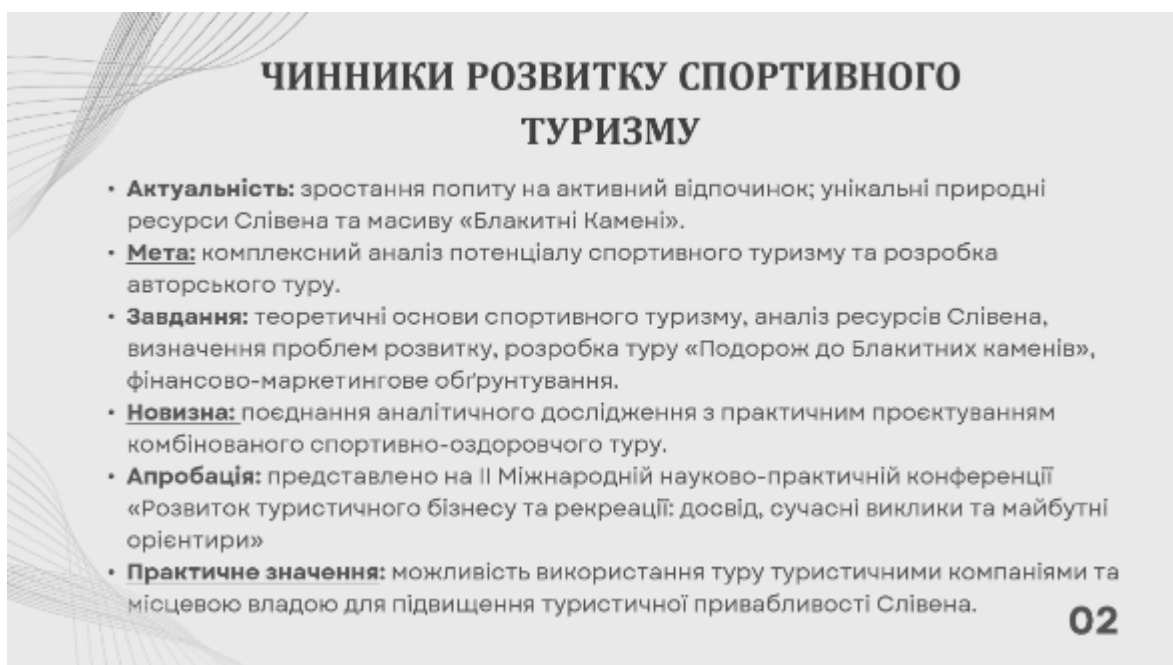 ЧИННИКИ РОЗВИТКУ СПОРТИВНОГО
ТУРИЗМУ
• Актуальність: зростання попиту на активний відпочинок; унікальні природні
ресурси Слівена та масиву «Блакитні Камені».
• Мета: комплексний аналіз потенціалу спортивного туризму та розробка
авторського туру.
• Завдання: теоретичні основи спортивного туризму, аналіз ресурсів Слівена,
визначення проблем розвитку, розробка туру «Подорож до Блакитних каменів»,
фінансово-маркетингове обґрунтування.
• Новизна: поєднання аналітичного дослідження з практичним проєктуванням
комбінованого спортивно-оздоровчого туру.
• Апробація: представлено на II Міжнародній науково-практичній конференції
«Розвиток туристичного бізнесу та рекреації: досвід, сучасні виклики та майбутні
орієнтири»
• Практичне значення: можливість використання туру туристичними компаніями та
місцевою владою для підвищення туристичної привабливості Слівена.
02